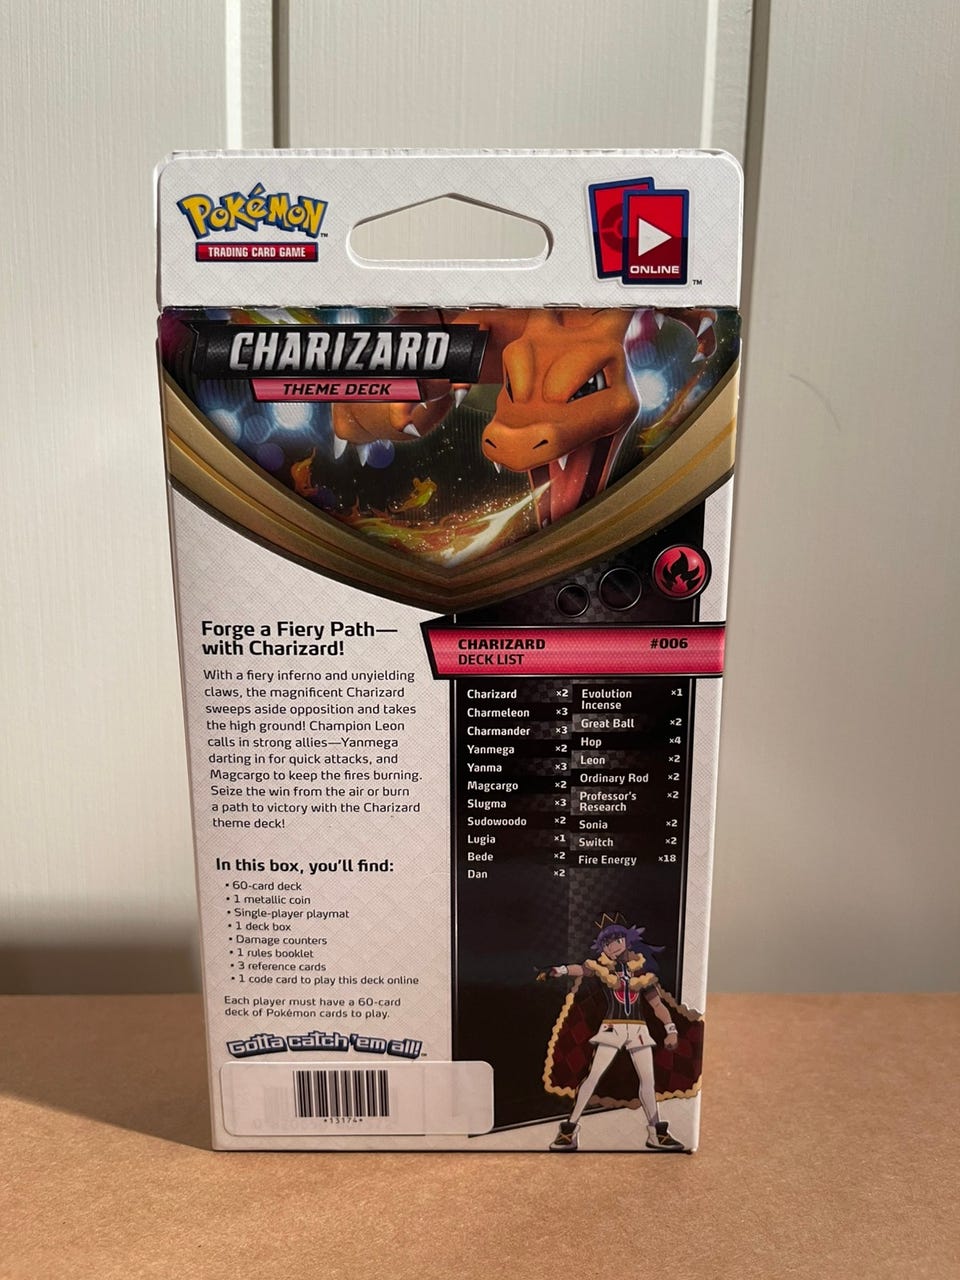 POKéMON™
TRADING CARD GAME
ONLINE™
CHARIZARD
THEME DECK
Forge a Fiery Path—
with Charizard!
With a fiery inferno and unyielding
claws, the magnificent Charizard
sweeps aside opposition and takes
the high ground! Champion Leon
calls in strong allies—Yanmega
darting in for quick attacks, and
Magcargo to keep the fires burning.
Seize the win from the air or burn
a path to victory with the Charizard
theme deck!
In this box, you'll find:
• 60-card deck
• 1 metallic coin
• Single-player playmat
• 1 deck box
• Damage counters
• 1 rules booklet
• 3 reference cards
• 1 code card to play this deck online
Each player must have a 60-card
deck of Pokémon cards to play.
Gotta catch 'em all!™
*13174*
CHARIZARD #006
DECK LIST
Charizard ×2
Charmeleon ×3
Charmander ×3
Yanmega ×2
Yanma ×3
Magcargo ×2
Slugma ×3
Sudowoodo ×2
Lugia ×1
Bede ×2
Dan ×2
Evolution ×1
Incense
Great Ball ×2
Hop ×4
Leon ×2
Ordinary Rod ×2
Professor's ×2
Research
Sonia ×2
Switch ×2
Fire Energy ×18